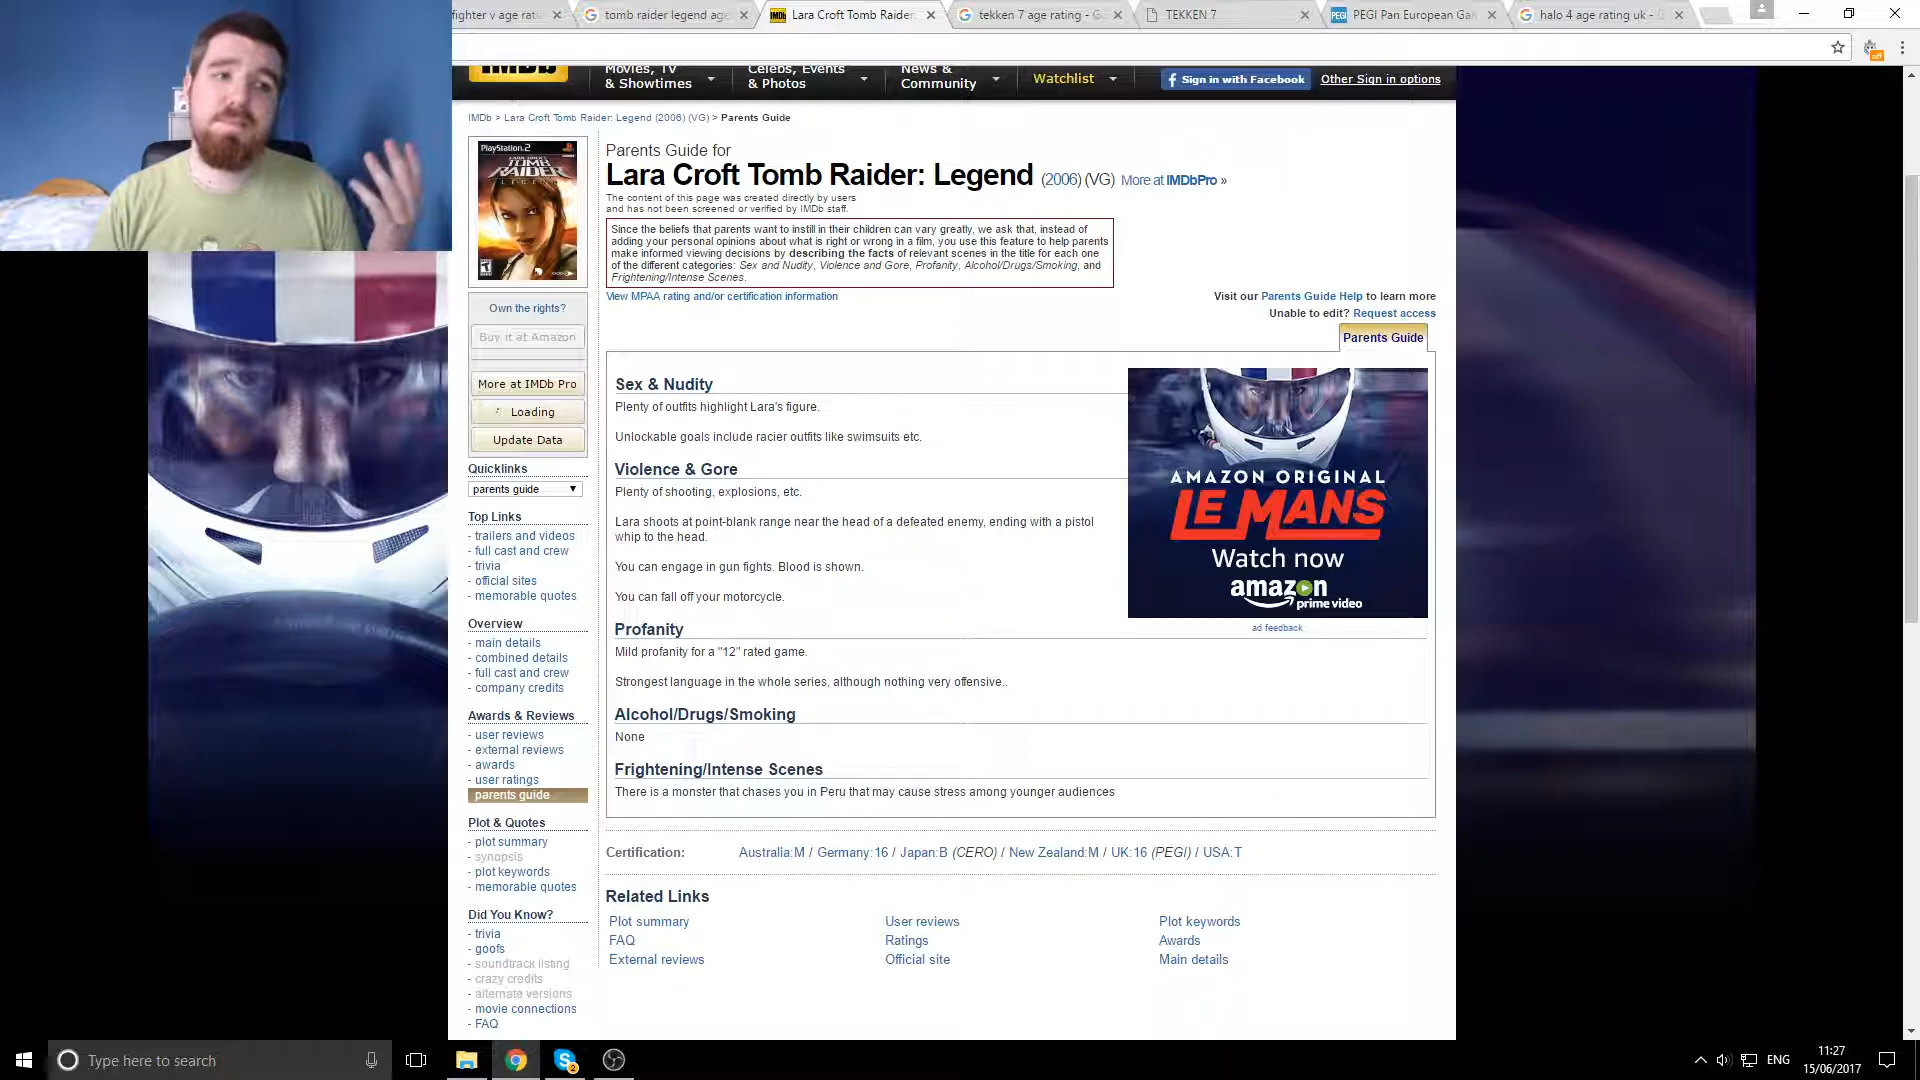 fighter v age rati
tomb raider legend age
Lara Croft Tomb Raider:
tekken 7 age rating - G
TEKKEN 7
PEGI Pan European Ga
halo 4 age rating uk -
IMDb
Movies, TV
& Showtimes
Celebs, Events
& Photos
News &
Community
Watchlist
Sign in with Facebook
Other Sign in options
IMDb > Lara Croft Tomb Raider: Legend (2006) (VG) > Parents Guide
PlayStation 2
LARA CROFT
TOMB
RAIDER
LEGEND
Parents Guide for
Lara Croft Tomb Raider: Legend (2006) (VG) More at IMDbPro »
The content of this page was created directly by users
and has not been screened or verified by IMDb staff.
Since the beliefs that parents want to instill in their children can vary greatly, we ask that, instead of
adding your personal opinions about what is right or wrong in a film, you use this feature to help parents
make informed viewing decisions by describing the facts of relevant scenes in the title for each one
of the different categories: Sex and Nudity, Violence and Gore, Profanity, Alcohol/Drugs/Smoking, and
Frightening/Intense Scenes.
View MPAA rating and/or certification information
Visit our Parents Guide Help to learn more
Unable to edit? Request access
Parents Guide
Own the rights?
Buy it at Amazon
More at IMDb Pro
Loading
Update Data
Quicklinks
parents guide
Top Links
- trailers and videos
- full cast and crew
- trivia
- official sites
- memorable quotes
Overview
- main details
- combined details
- full cast and crew
- company credits
Awards & Reviews
- user reviews
- external reviews
- awards
- user ratings
parents guide
Plot & Quotes
- plot summary
- synopsis
- plot keywords
- memorable quotes
Did You Know?
- trivia
- goofs
- soundtrack listing
- crazy credits
- alternate versions
- movie connections
- FAQ
Sex & Nudity
Plenty of outfits highlight Lara's figure.
Unlockable goals include racier outfits like swimsuits etc.
Violence & Gore
Plenty of shooting, explosions, etc.
Lara shoots at point-blank range near the head of a defeated enemy, ending with a pistol
whip to the head.
You can engage in gun fights. Blood is shown.
You can fall off your motorcycle.
Profanity
Mild profanity for a "12" rated game.
Strongest language in the whole series, although nothing very offensive..
Alcohol/Drugs/Smoking
None
Frightening/Intense Scenes
There is a monster that chases you in Peru that may cause stress among younger audiences
AMAZON ORIGINAL
LE MANS
Watch now
amazon
prime video
ad feedback
Certification:
Australia:M / Germany:16 / Japan:B (CERO) / New Zealand:M / UK:16 (PEGI) / USA:T
Related Links
Plot summary
User reviews
Plot keywords
FAQ
Ratings
Awards
External reviews
Official site
Main details
Type here to search
2
ENG
11:27
15/06/2017